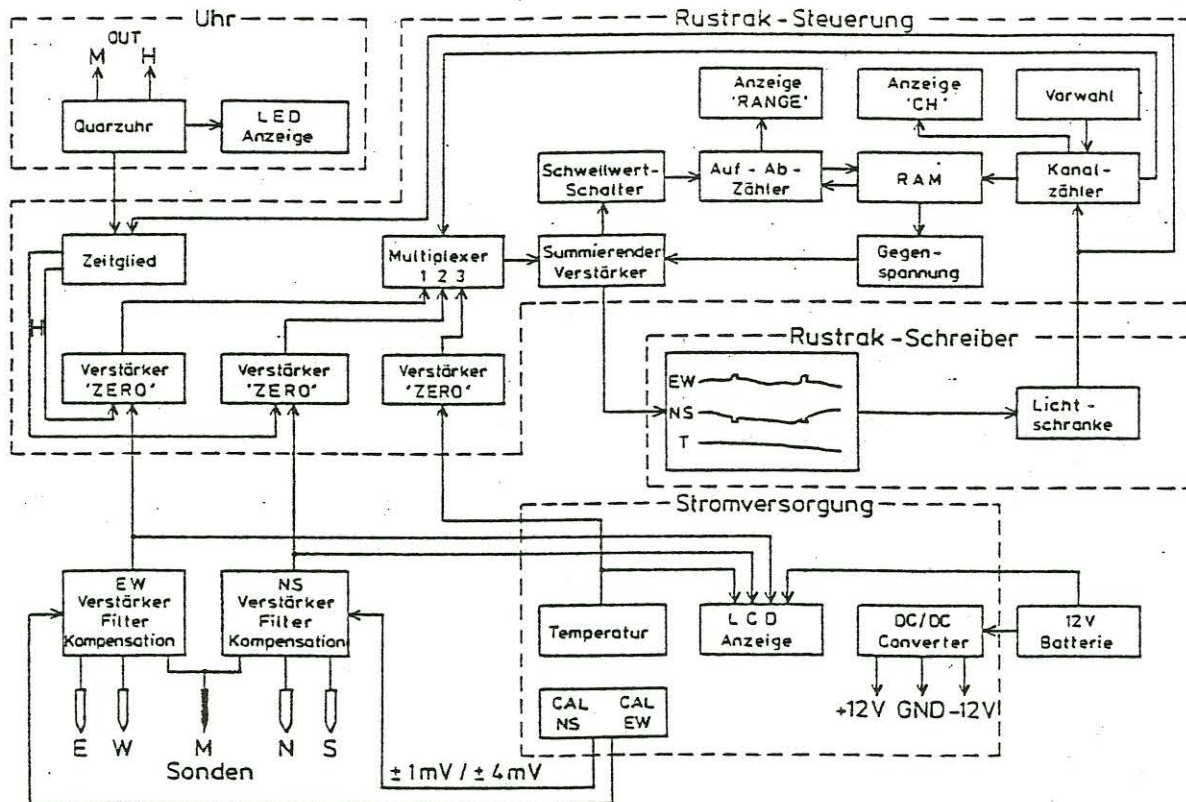 Uhr
OUT
M H
Quarzuhr
LED
Anzeige
Rustrak-Steuerung
Anzeige
'RANGE'
Anzeige
'CH'
Vorwahl
Schwellwert-
Schalter
Auf-Ab-
Zähler
RAM
Kanal-
zähler
Zeitglied
Multiplexer
1 2 3
Summierender
Verstärker
Gegen-
spannung
Verstärker
'ZERO'
Verstärker
'ZERO'
Verstärker
'ZERO'
Rustrak-Schreiber
EW
NS
T
Licht-
schranke
Stromversorgung
EW
Verstärker
Filter
Kompensation
NS
Verstärker
Filter
Kompensation
Temperatur
LCD
Anzeige
DC/DC
Converter
12V
Batterie
+12V GND -12V
CAL CAL
NS EW
E W M N S
Sonden
±1mV / ±4mV